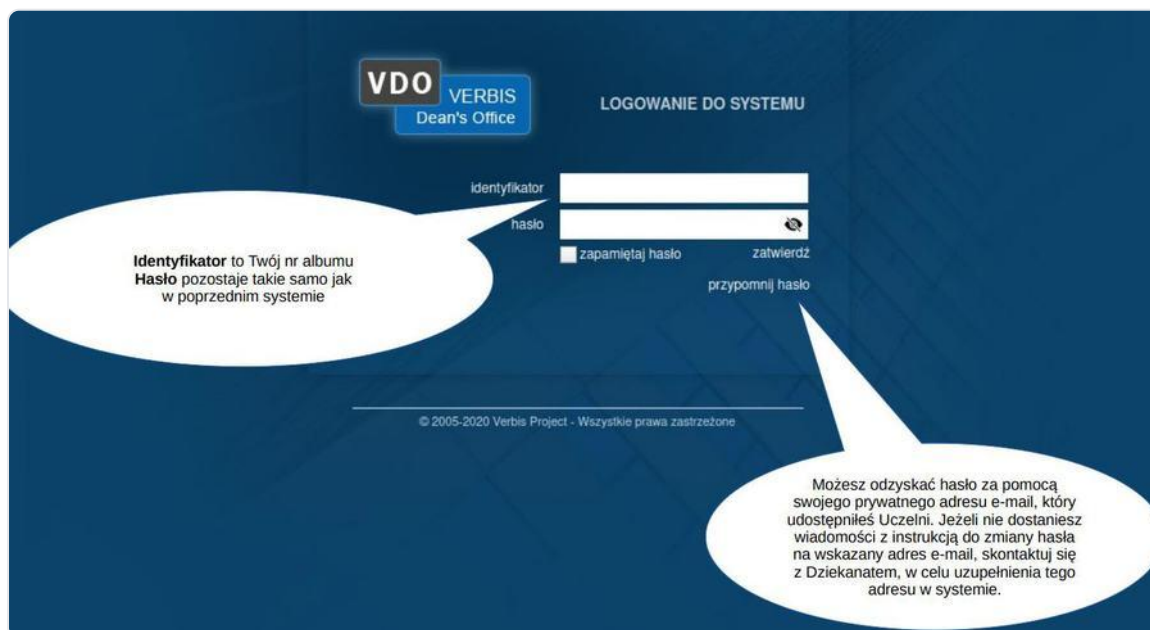 VDO
VERBIS
Dean's Office
LOGOWANIE DO SYSTEMU
identyfikator
hasło
zapamiętaj hasło
zatwierdź
przypomnij hasło
Identyfikator to Twój nr albumu
Hasło pozostaje takie samo jak
w poprzednim systemie
© 2005-2020 Verbis Project - Wszystkie prawa zastrzeżone
Możesz odzyskać hasło za pomocą
swojego prywatnego adresu e-mail, który
udostępniłeś Uczelni. Jeżeli nie dostaniesz
wiadomości z instrukcją do zmiany hasła
na wskazany adres e-mail, skontaktuj się
z Dziekanatem, w celu uzupełnienia tego
adresu w systemie.